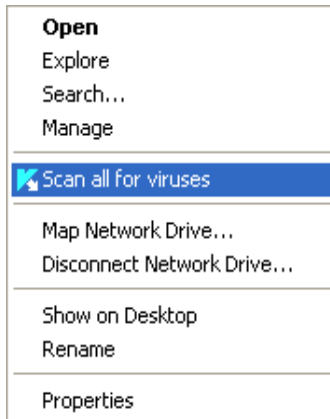 Open
Explore
Search...
Manage
Scan all for viruses
Map Network Drive...
Disconnect Network Drive...
Show on Desktop
Rename
Properties